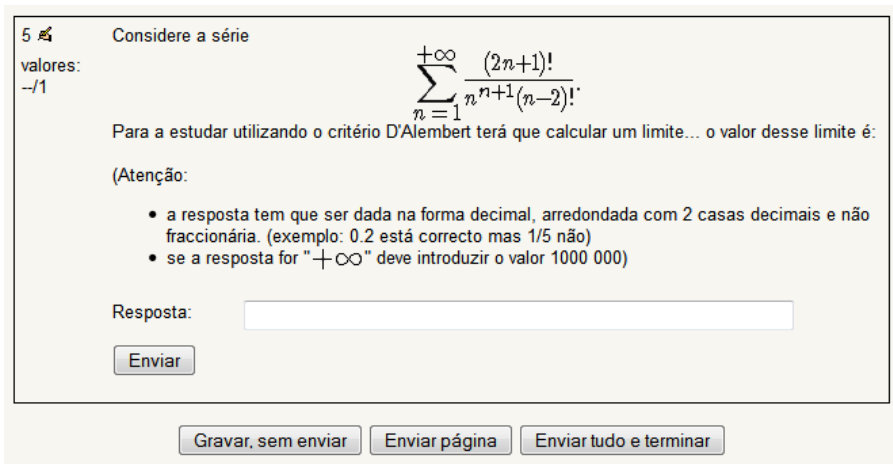 5
valores:
--/1
Considere a série
\sum_{n=1}^{+\infty} \frac{(2n+1)!}{n^{n+1}(n-2)!}.
Para a estudar utilizando o critério D'Alembert terá que calcular um limite... o valor desse limite é:
(Atenção:
• a resposta tem que ser dada na forma decimal, arredondada com 2 casas decimais e não
fraccionária. (exemplo: 0.2 está correcto mas 1/5 não)
• se a resposta for "+∞" deve introduzir o valor 1000 000)
Resposta:
Enviar
Gravar, sem enviar Enviar página Enviar tudo e terminar